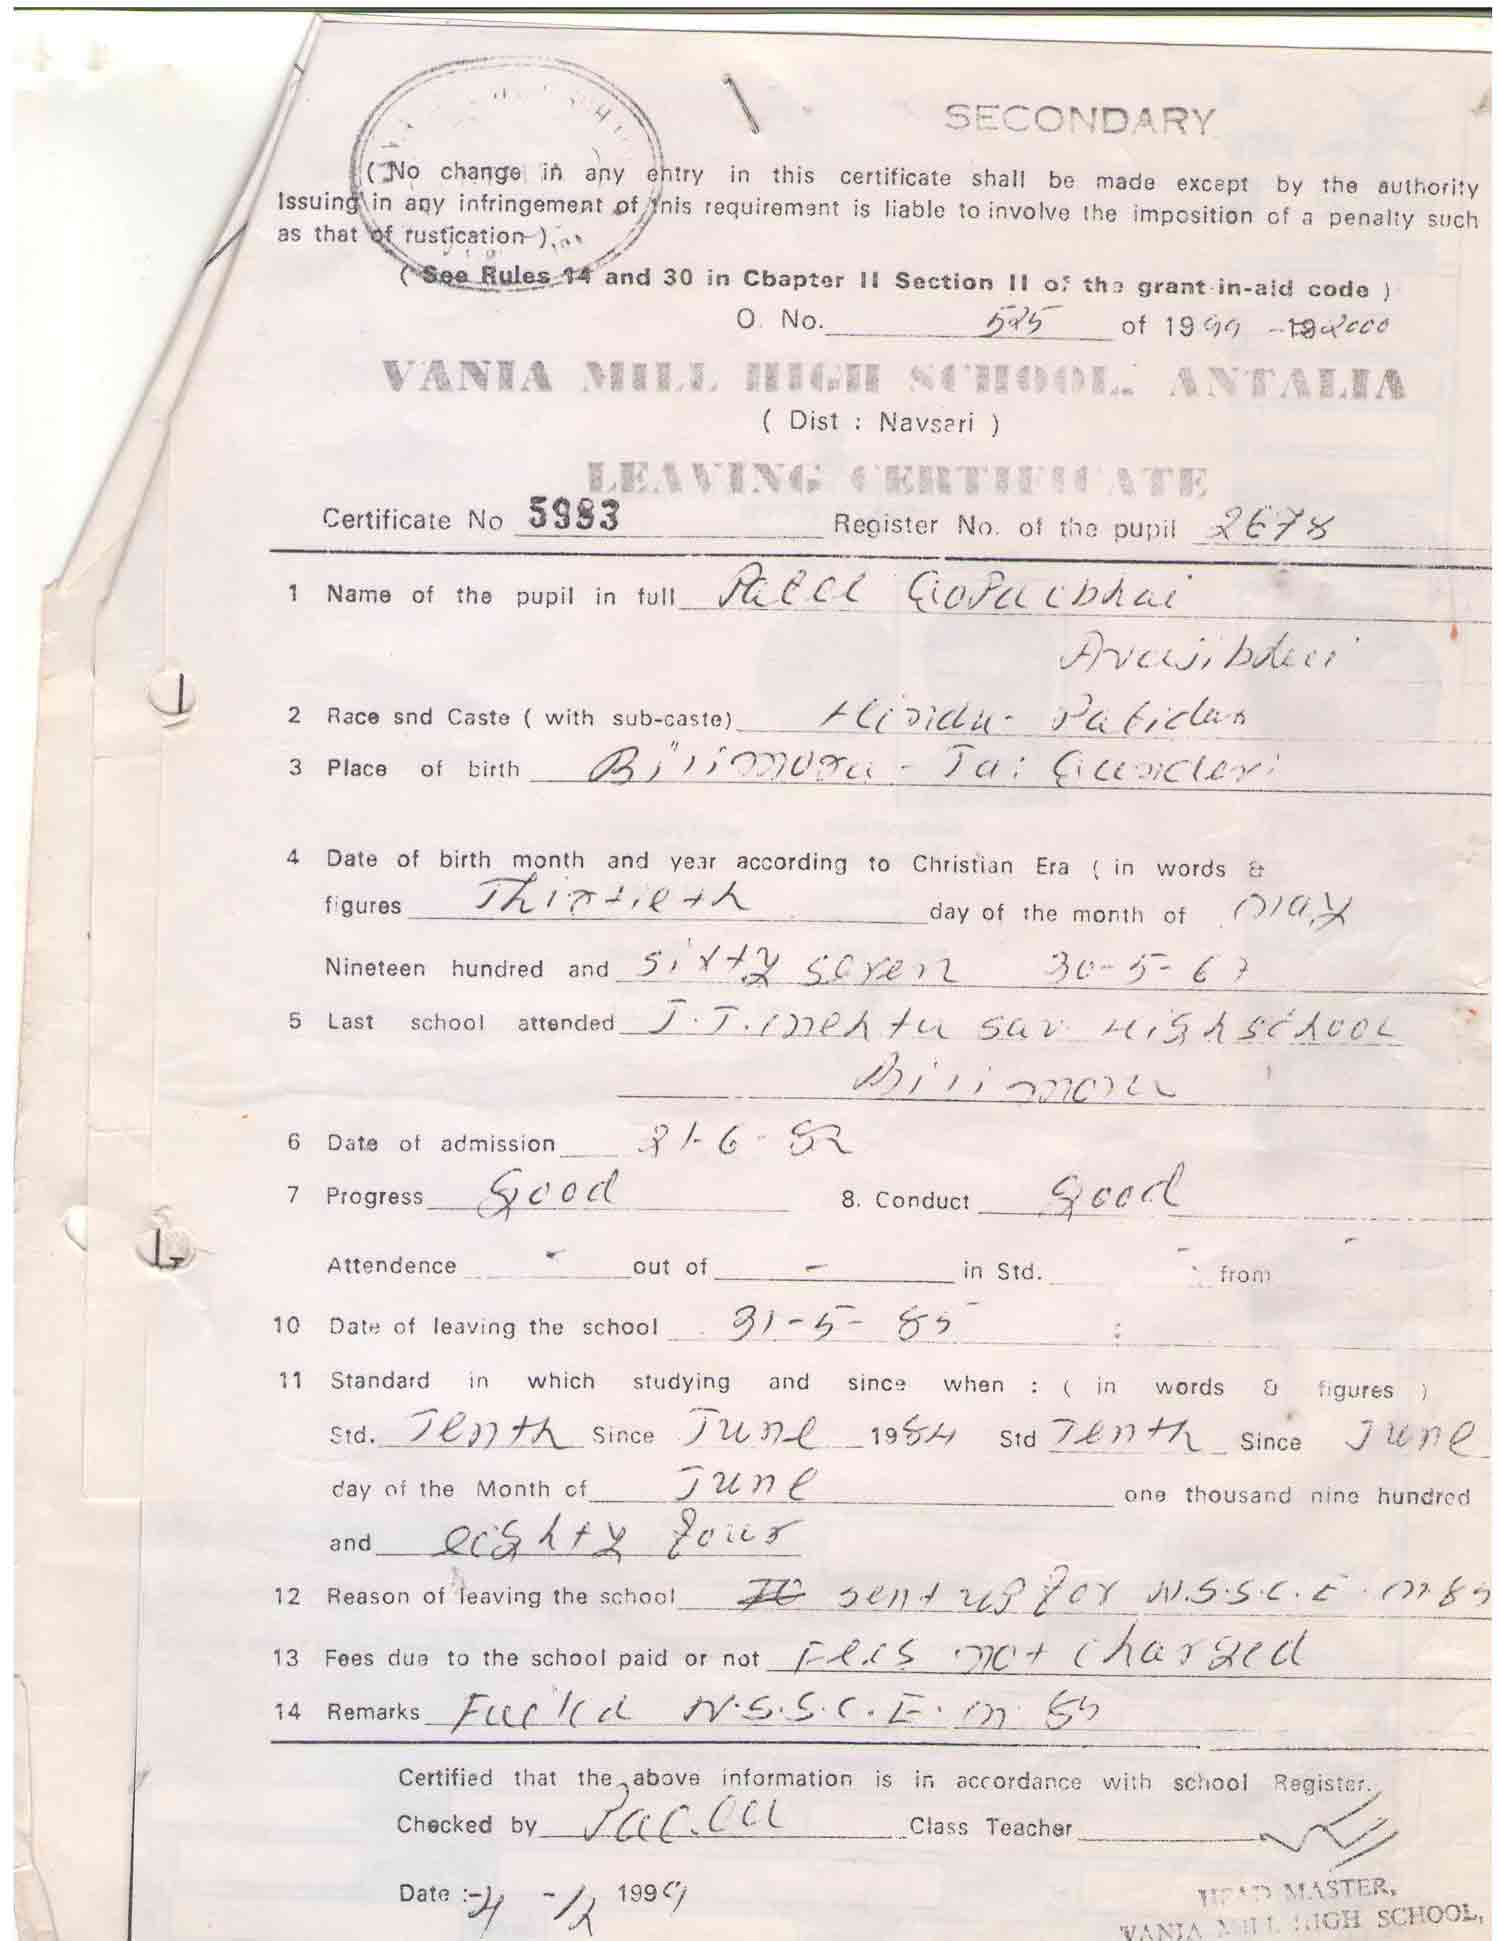 SECONDARY
( No change in any entry in this certificate shall be made except by the authority
Issuing in any infringement of this requirement is liable to involve the imposition of a penalty such
as that of rustication )
( See Rules 14 and 30 in Cbapter II Section II of the grant-in-aid code )
O. No. 525 of 1999 - 19 2000
VANIA MILL HIGH SCHOOL. ANTALIA
( Dist : Navsari )
LEAVING CERTIFICATE
Certificate No 5983 Register No. of the pupil 2678
1 Name of the pupil in full Patel Gopalbhai
2 Race snd Caste ( with sub-caste) Hindu - Patidar
3 Place of birth Bilimora - Ta: Gandevi
4 Date of birth month and year according to Christian Era ( in words &
figures Thirtieth day of the month of May
Nineteen hundred and sixty seven 30-5-67
5 Last school attended J.J. mehta sar. High school
Bilimora
6 Date of admission 21-6-82
7 Progress Good 8. Conduct Good
Attendence - out of - in Std. - from -
10 Date of leaving the school 31-5-85
11 Standard in which studying and since when : ( in words & figures )
Std. Tenth Since June 1984 Std Tenth Since June
day of the Month of June one thousand nine hundred
and eighty four
12 Reason of leaving the school sent up for N.S.S.C.E. in 85
13 Fees due to the school paid or not Fees not charged
14 Remarks Failed N.S.S.C.E. in 85
Certified that the above information is in accordance with school Register.
Checked by Class Teacher
Date :- 4 - 12 1999
HEAD MASTER,
VANIA MILL HIGH SCHOOL,